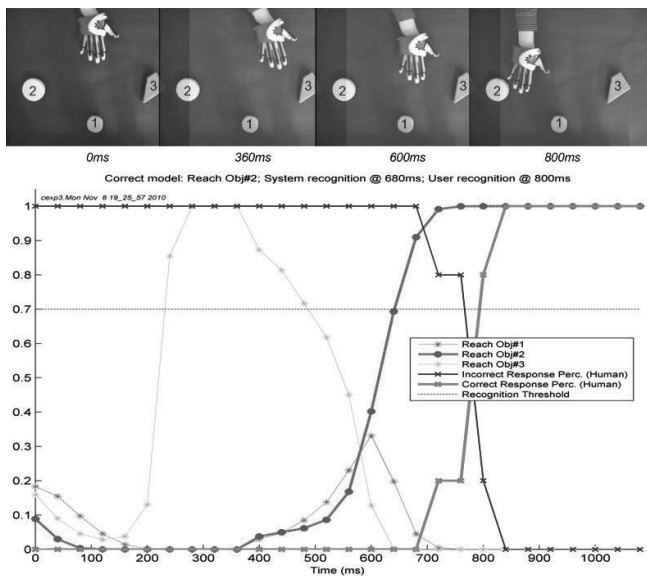 2 3 1 2 3 1 2 3 1 2 3 1
0ms 360ms 600ms 800ms
Correct model: Reach Obj#2; System recognition @ 680ms; User recognition @ 800ms
cexp3.Mon Nov 8 19_25_57 2010
1
0.9
0.8
0.7
0.6
0.5
0.4
0.3
0.2
0.1
0
Reach Obj#1
Reach Obj#2
Reach Obj#3
Incorrect Response Perc. (Human)
Correct Response Perc. (Human)
Recognition Threshold
0 100 200 300 400 500 600 700 800 900 1000
Time (ms)